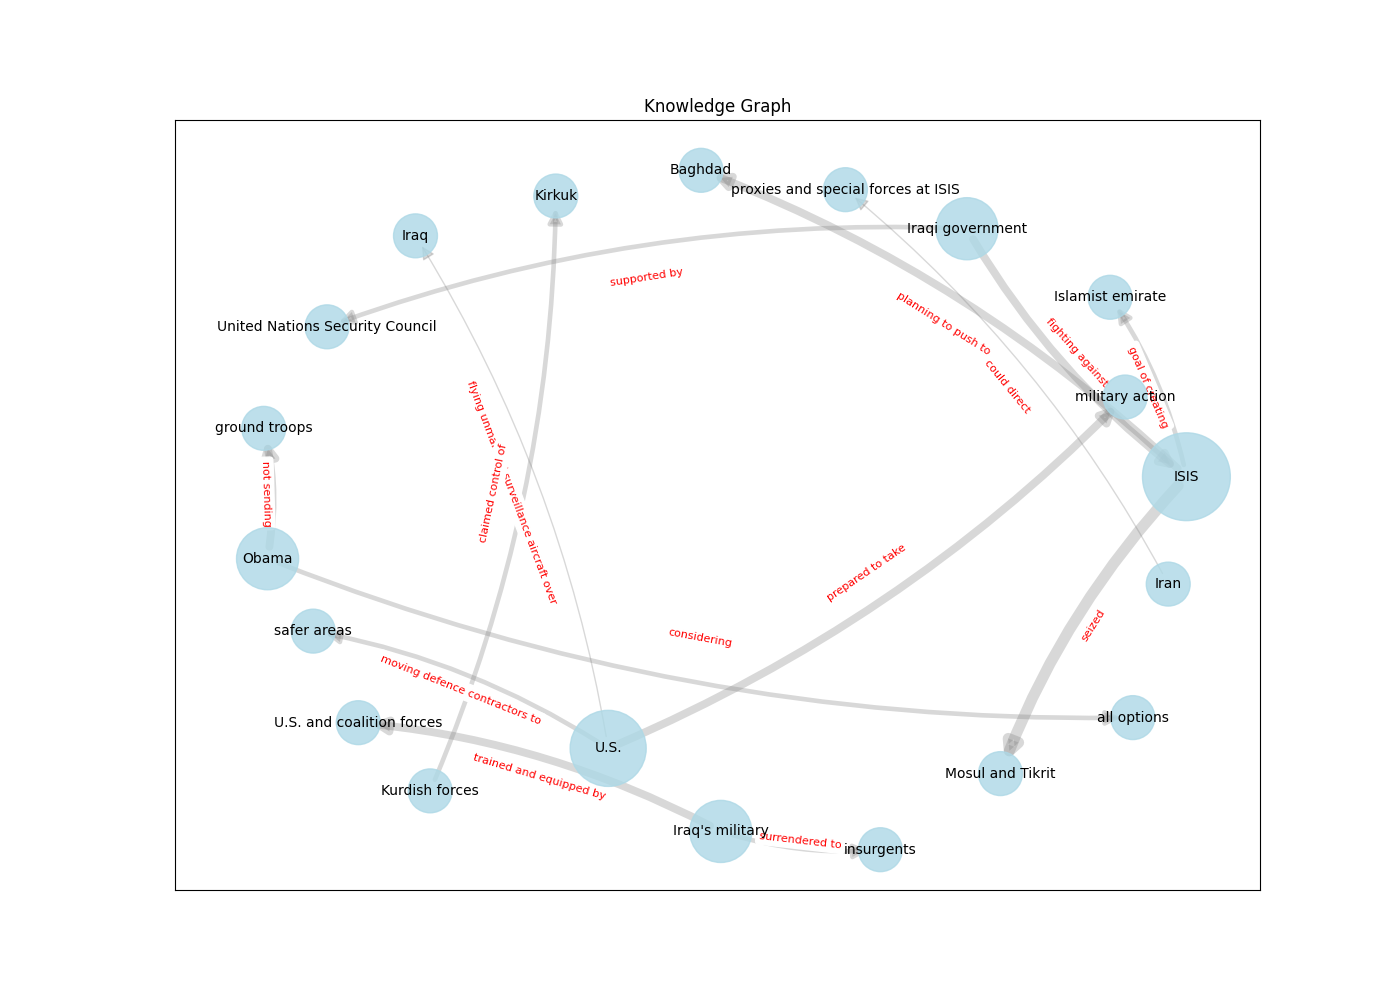 Knowledge Graph
Baghdad
proxies and special forces at ISIS
Kirkuk
Iraqi government
Iraq
supported by
Islamist emirate
planning to push to
United Nations Security Council
fighting against
goal of creating
could direct
military action
flying unma
surveillance aircraft over
claimed control of
ground troops
not sending
ISIS
Obama
prepared to take
Iran
safer areas
considering
seized
moving defence contractors to
U.S. and coalition forces
all options
U.S.
trained and equipped by
Mosul and Tikrit
Kurdish forces
Iraq's military
surrendered to
insurgents